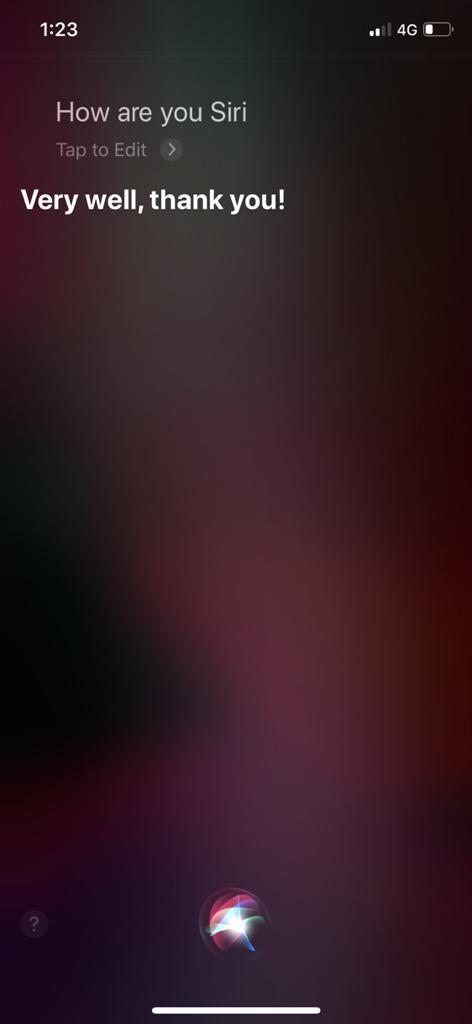 1:23 4G
How are you Siri
Tap to Edit
Very well, thank you!
?